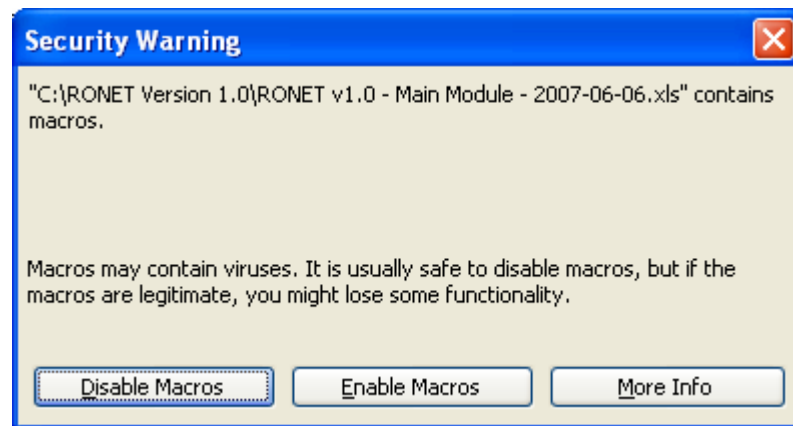 Security Warning
"C:\RONET Version 1.0\RONET v1.0 - Main Module - 2007-06-06.xls" contains
macros.
Macros may contain viruses. It is usually safe to disable macros, but if the
macros are legitimate, you might lose some functionality.
Disable Macros Enable Macros More Info